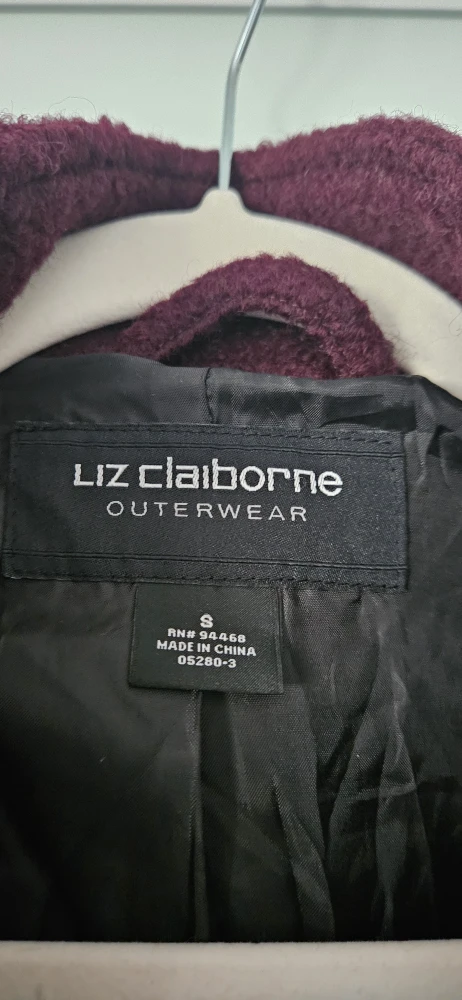 LIZ claiborne
OUTERWEAR
S
RN# 94468
MADE IN CHINA
05280-3